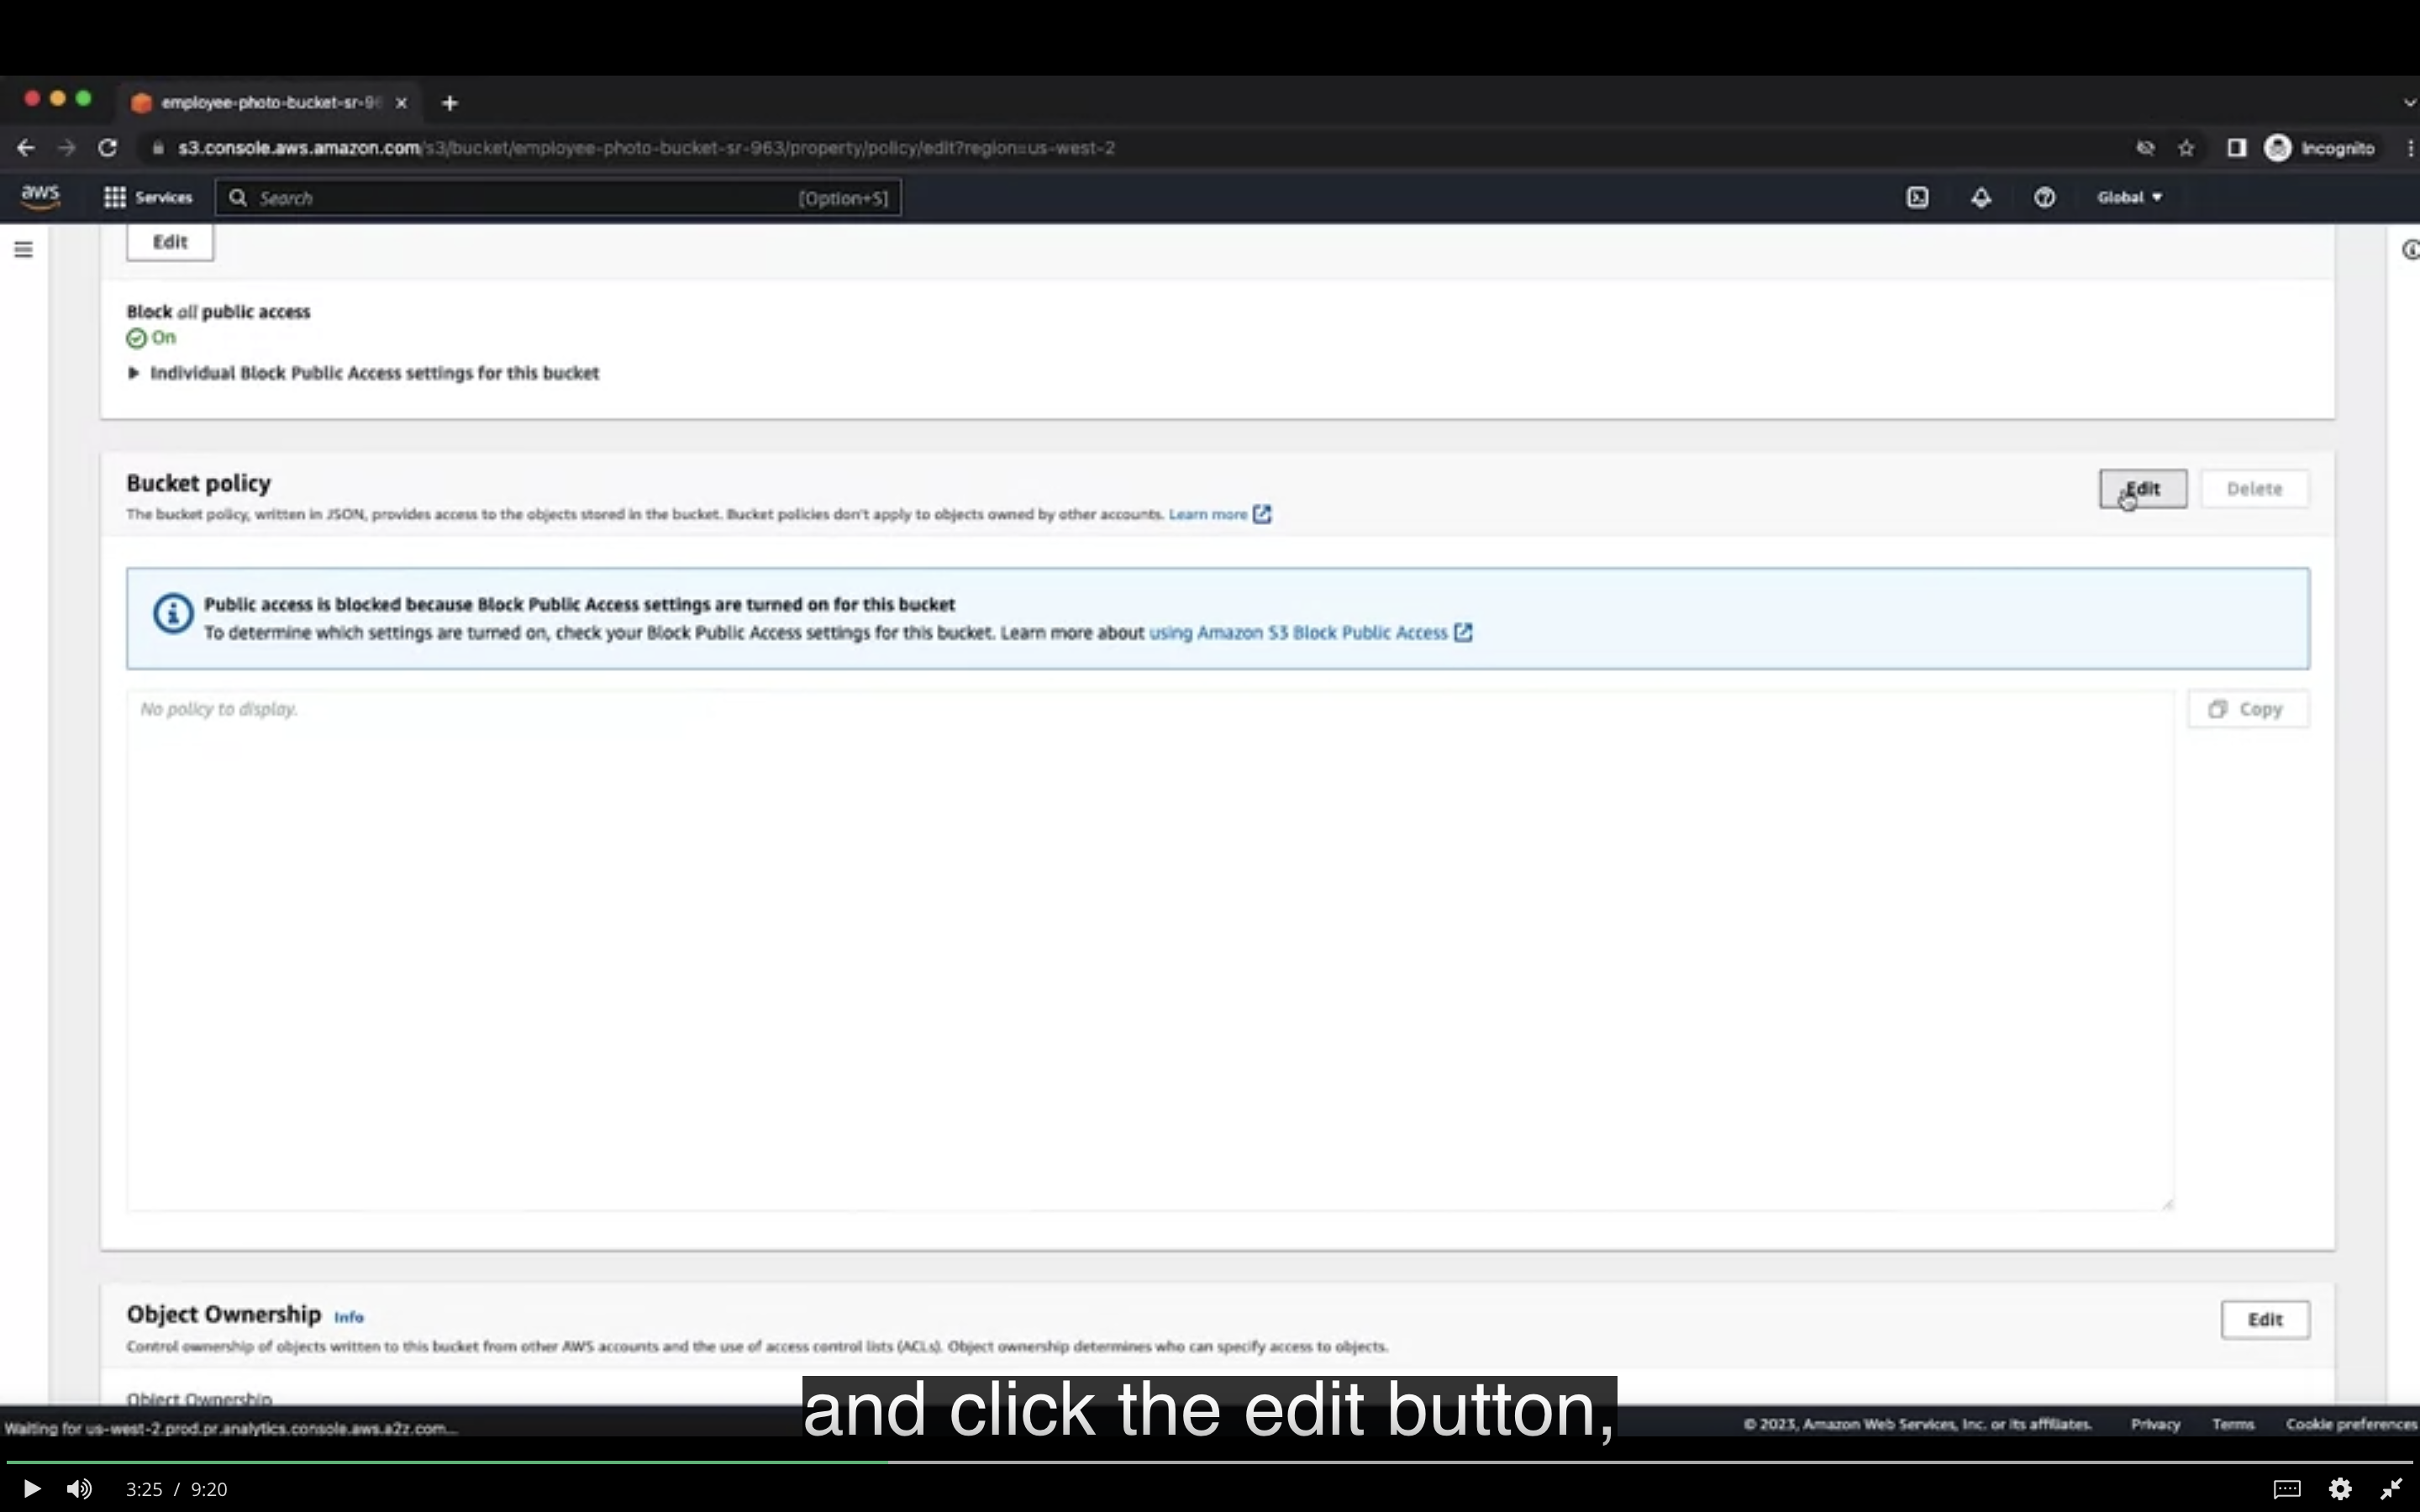 employee-photo-bucket-sr-96
s3.console.aws.amazon.com/s3/bucket/employee-photo-bucket-sr-963/property/policy/edit?region=us-west-2
Incognito
aws
Services
Search
[Option+S]
Global
Edit
Block all public access
On
Individual Block Public Access settings for this bucket
Bucket policy
Edit
Delete
The bucket policy, written in JSON, provides access to the objects stored in the bucket. Bucket policies don't apply to objects owned by other accounts. Learn more
Public access is blocked because Block Public Access settings are turned on for this bucket
To determine which settings are turned on, check your Block Public Access settings for this bucket. Learn more about using Amazon S3 Block Public Access
No policy to display.
Copy
Object Ownership Info
Edit
Control ownership of objects written to this bucket from other AWS accounts and the use of access control lists (ACLs). Object ownership determines who can specify access to objects.
Object Ownership
and click the edit button,
Waiting for us-west-2.prod.pr.analytics.console.aws.a2z.com...
© 2023, Amazon Web Services, Inc. or its affiliates.
Privacy
Terms
Cookie preferences
3:25 / 9:20